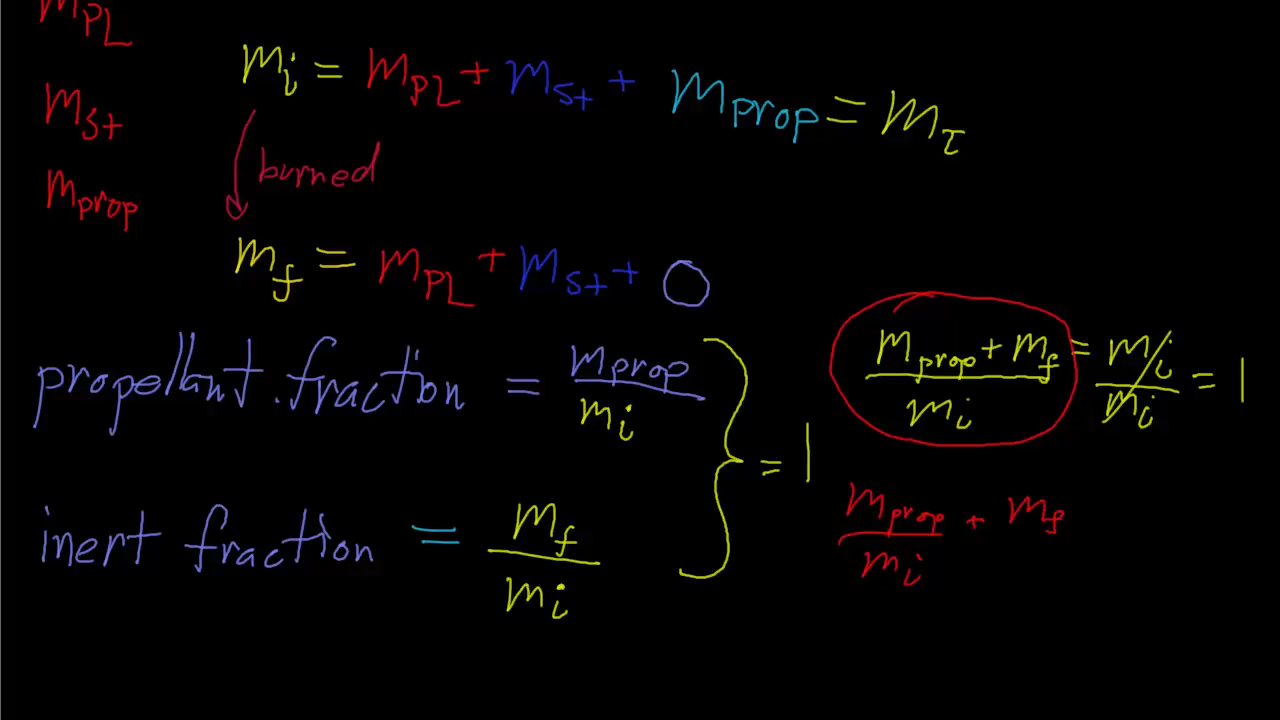 m_PL
m_i = m_PL + m_st + m_prop = m_τ
m_st
burned
m_prop
m_f = m_PL + m_st + 0
propellant.fraction = m_prop / m_i
(m_prop + m_f) / m_i = m_i / m_i = 1
} = 1
inert fraction = m_f / m_i
m_prop / m_i + m_f